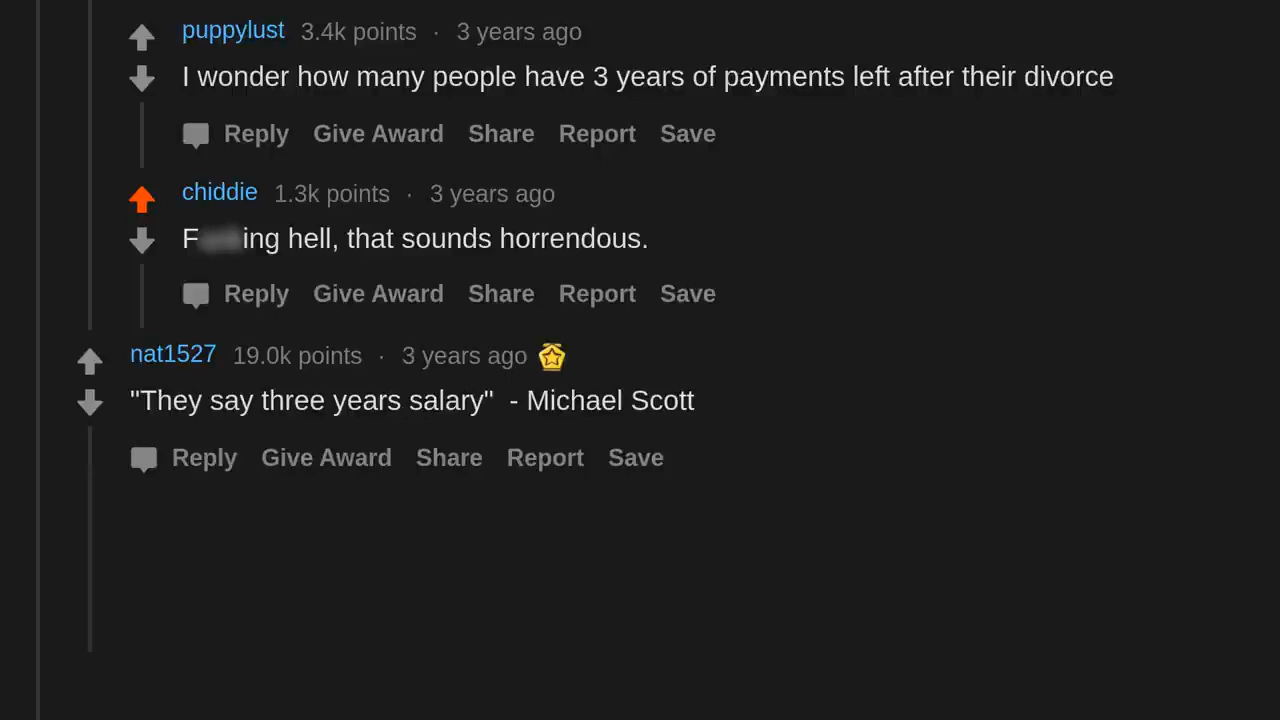 puppylust 3.4k points · 3 years ago
I wonder how many people have 3 years of payments left after their divorce
Reply Give Award Share Report Save
chiddie 1.3k points · 3 years ago
F ing hell, that sounds horrendous.
Reply Give Award Share Report Save
nat1527 19.0k points · 3 years ago
"They say three years salary"  - Michael Scott
Reply Give Award Share Report Save